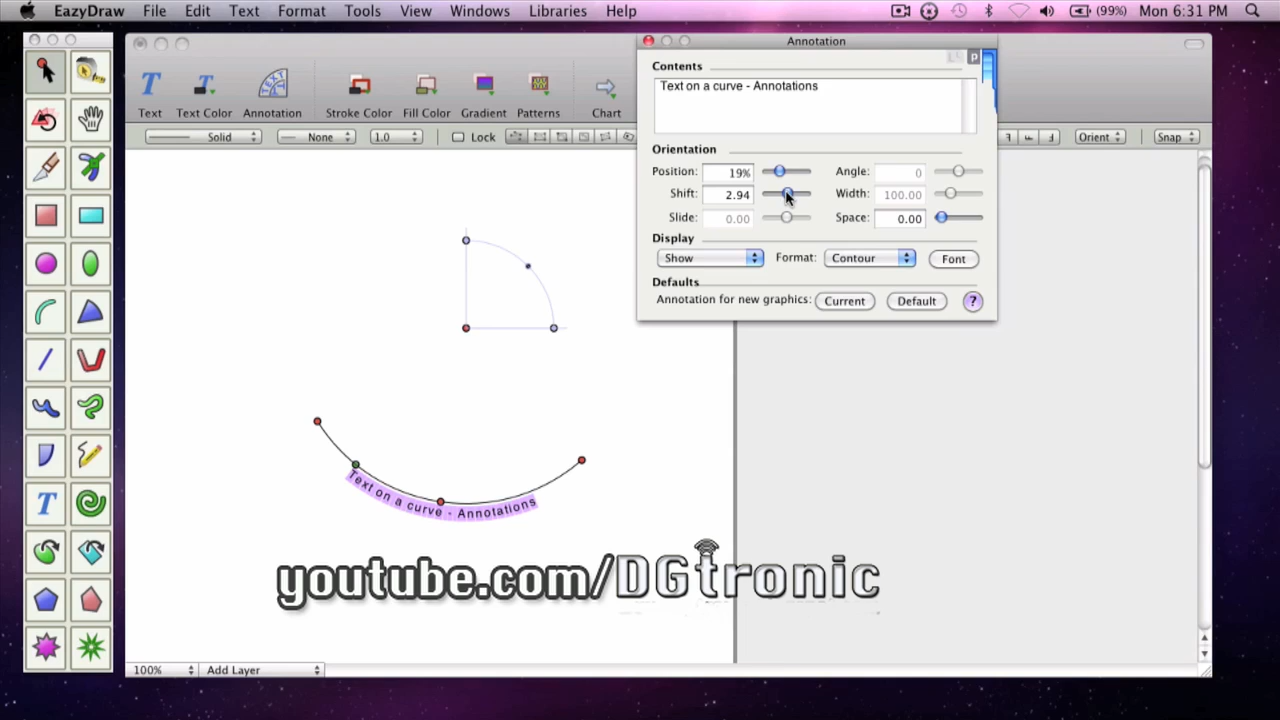 EazyDraw File Edit Text Format Tools View Windows Libraries Help (99%) Mon 6:31 PM
Annotation
Contents
Text on a curve - Annotations
Text Text Color Annotation Stroke Color Fill Color Gradient Patterns Chart
Solid None 1.0 Lock Orient Snap
Orientation
Position: 19% Angle: 0
Shift: 2.94 Width: 100.00
Slide: 0.00 Space: 0.00
Display
Show Format: Contour Font
Defaults
Annotation for new graphics: Current Default ?
Text on a curve - Annotations
youtube.com/DGtronic
100% Add Layer